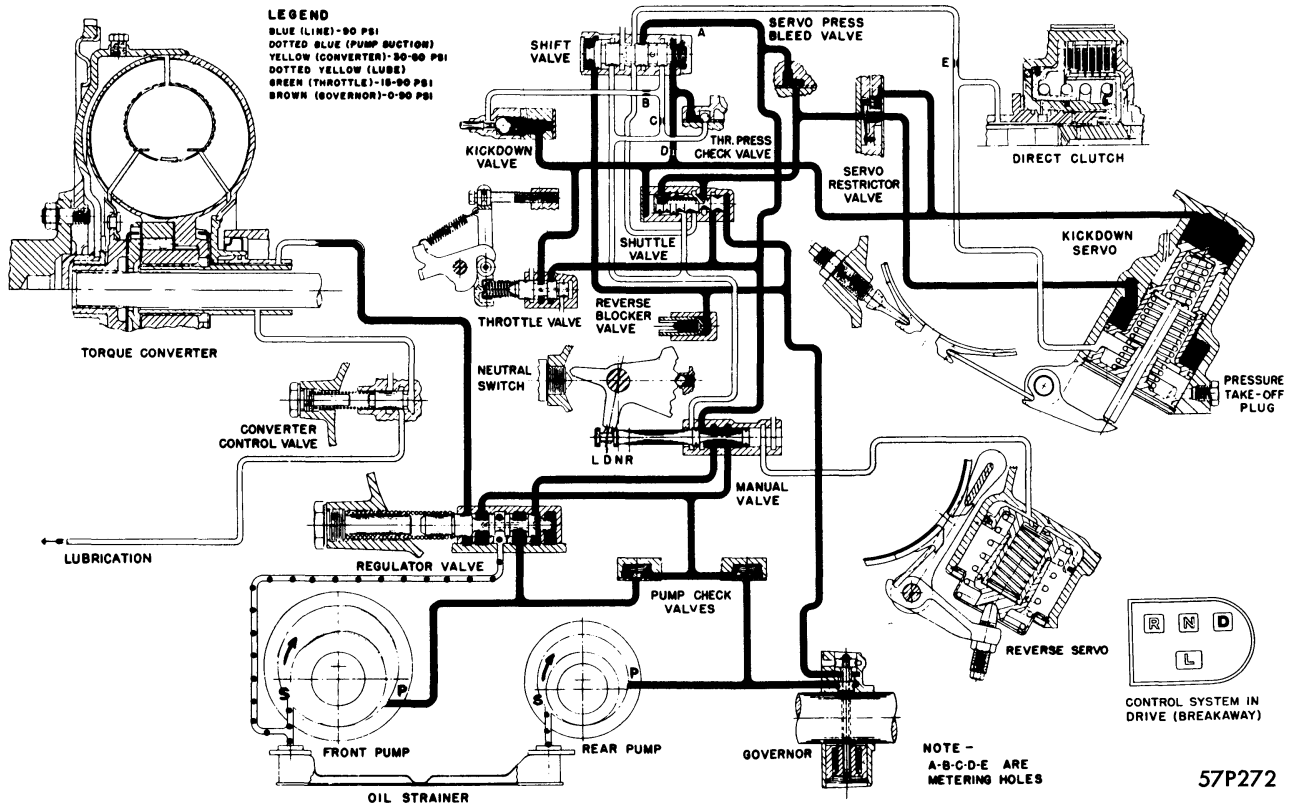 LEGEND
BLUE (LINE)-90 PSI
DOTTED BLUE (PUMP SUCTION)
YELLOW (CONVERTER)-30-60 PSI
DOTTED YELLOW (LUBE)
GREEN (THROTTLE)-15-90 PSI
BROWN (GOVERNOR)-0-90 PSI
SHIFT
VALVE
A
SERVO PRESS
BLEED VALVE
E
B
C
D
KICKDOWN
VALVE
THR. PRESS
CHECK VALVE
SERVO
RESTRICTOR
VALVE
DIRECT CLUTCH
SHUTTLE
VALVE
KICKDOWN
SERVO
THROTTLE VALVE
REVERSE
BLOCKER
VALVE
TORQUE CONVERTER
NEUTRAL
SWITCH
PRESSURE
TAKE-OFF
PLUG
CONVERTER
CONTROL VALVE
L D N R
MANUAL
VALVE
LUBRICATION
REGULATOR VALVE
PUMP CHECK
VALVES
REVERSE SERVO
R N D
L
S
P
S
P
CONTROL SYSTEM IN
DRIVE (BREAKAWAY)
FRONT PUMP
REAR PUMP
GOVERNOR
NOTE -
A-B-C-D-E ARE
METERING HOLES
OIL STRAINER
57P272